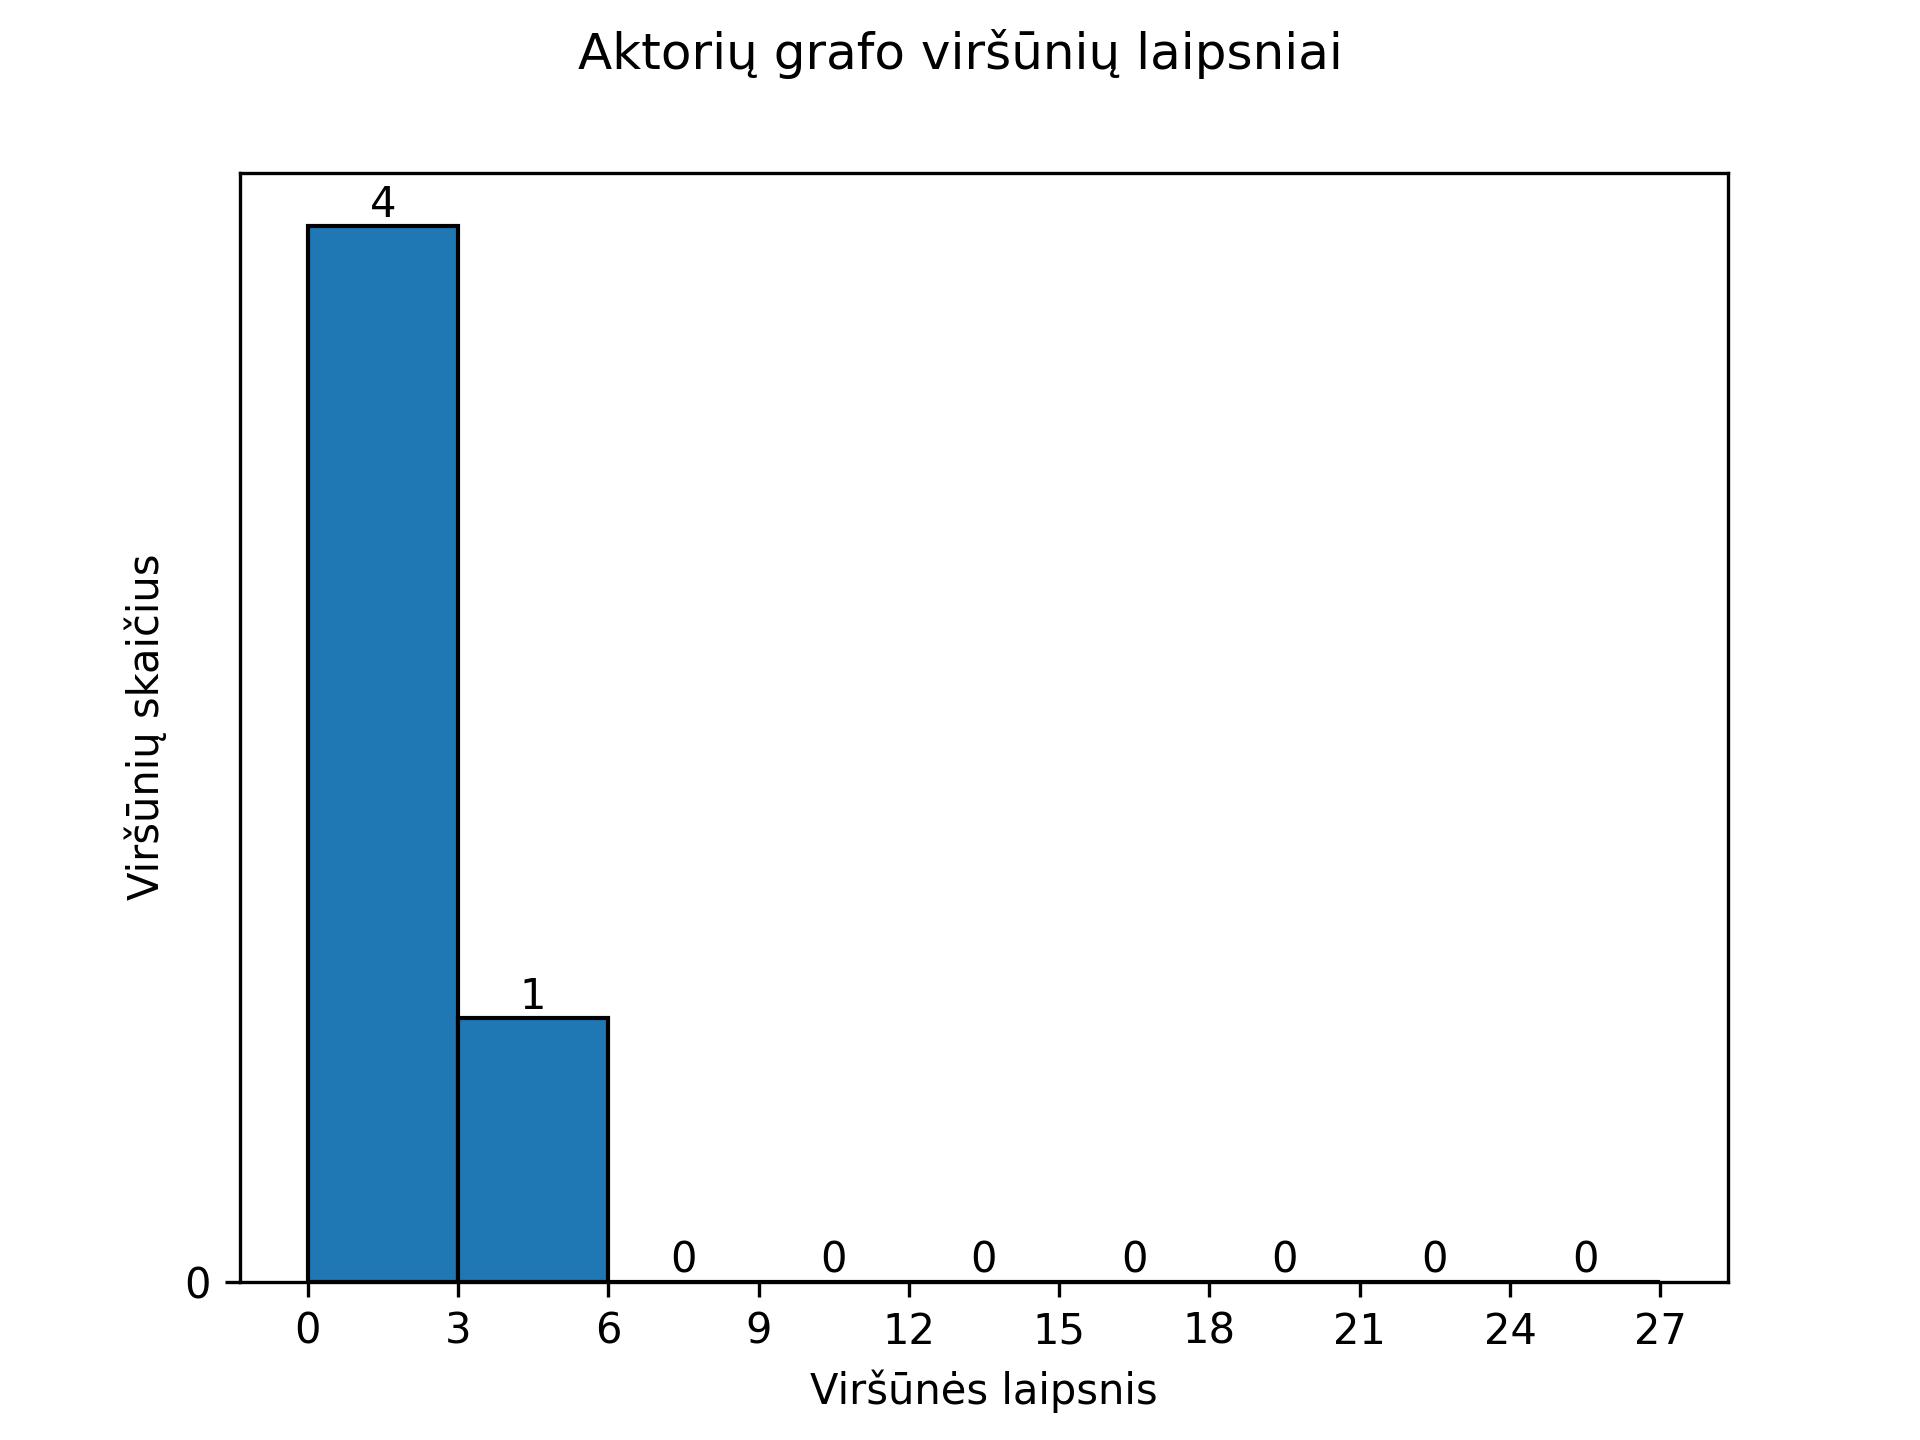 Aktorių grafo viršūnių laipsniai
4
1
0 0 0 0 0 0 0
0
0 3 6 9 12 15 18 21 24 27
Viršūnių skaičius
Viršūnės laipsnis